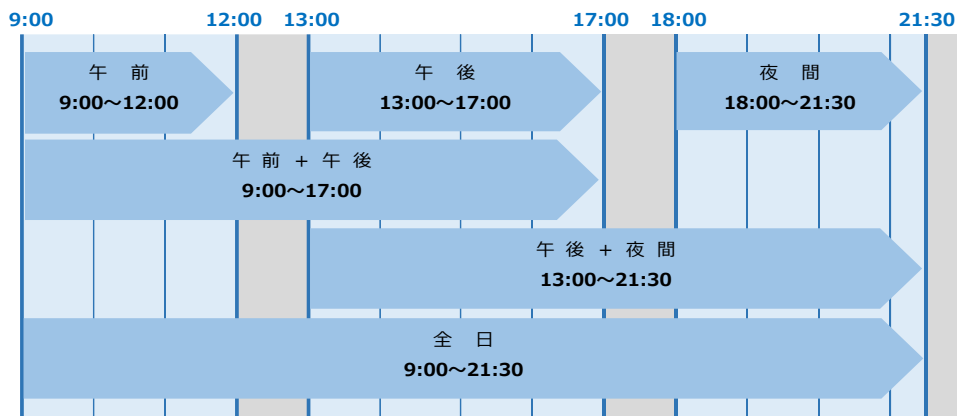 9:00 12:00 13:00 17:00 18:00 21:30
午 前
9:00～12:00
午 後
13:00～17:00
夜 間
18:00～21:30
午 前 + 午 後
9:00～17:00
午 後 + 夜 間
13:00～21:30
全 日
9:00～21:30